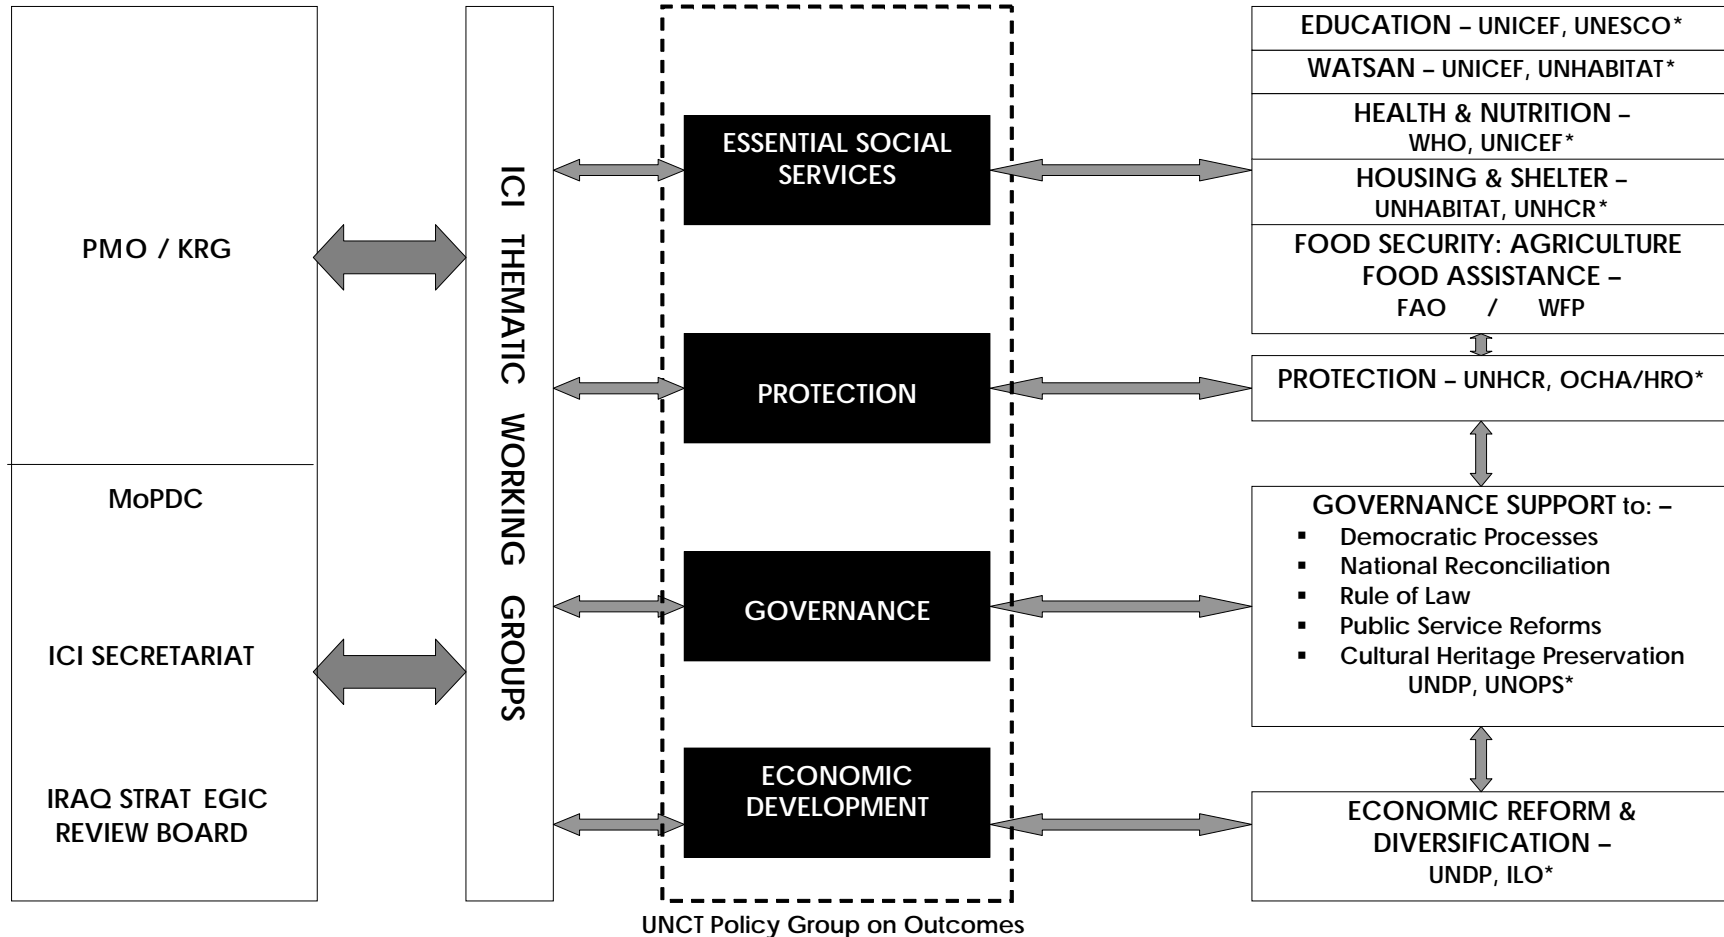 PMO / KRG
MoPDC
ICI SECRETARIAT
IRAQ STRAT EGIC
REVIEW BOARD
ICI THEMATIC WORKING GROUPS
ESSENTIAL SOCIAL
SERVICES
PROTECTION
GOVERNANCE
ECONOMIC
DEVELOPMENT
UNCT Policy Group on Outcomes
EDUCATION – UNICEF, UNESCO*
WATSAN – UNICEF, UNHABITAT*
HEALTH & NUTRITION –
WHO, UNICEF*
HOUSING & SHELTER –
UNHABITAT, UNHCR*
FOOD SECURITY: AGRICULTURE
FOOD ASSISTANCE –
FAO / WFP
PROTECTION – UNHCR, OCHA/HRO*
GOVERNANCE SUPPORT to: –
▪ Democratic Processes
▪ National Reconciliation
▪ Rule of Law
▪ Public Service Reforms
▪ Cultural Heritage Preservation
UNDP, UNOPS*
ECONOMIC REFORM &
DIVERSIFICATION –
UNDP, ILO*